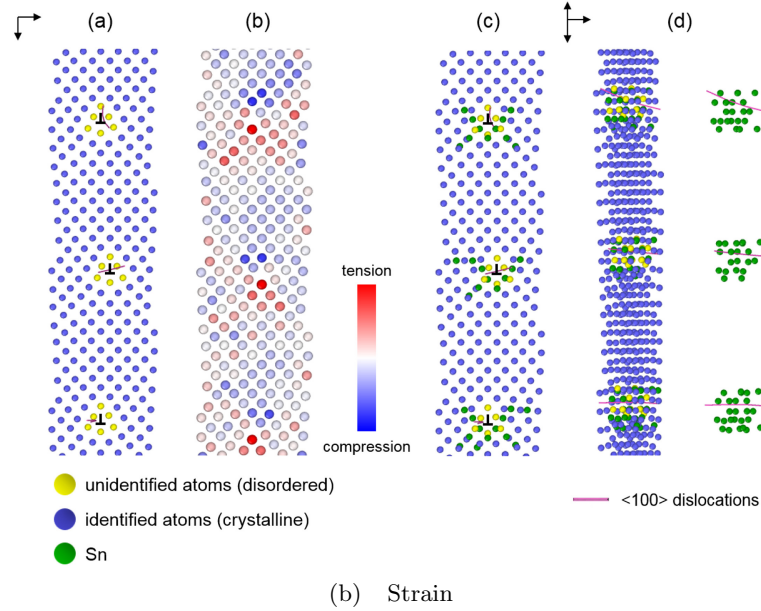 (a)
(b)
(c)
(d)
tension
compression
unidentified atoms (disordered)
identified atoms (crystalline)
Sn
<100> dislocations
(b) Strain